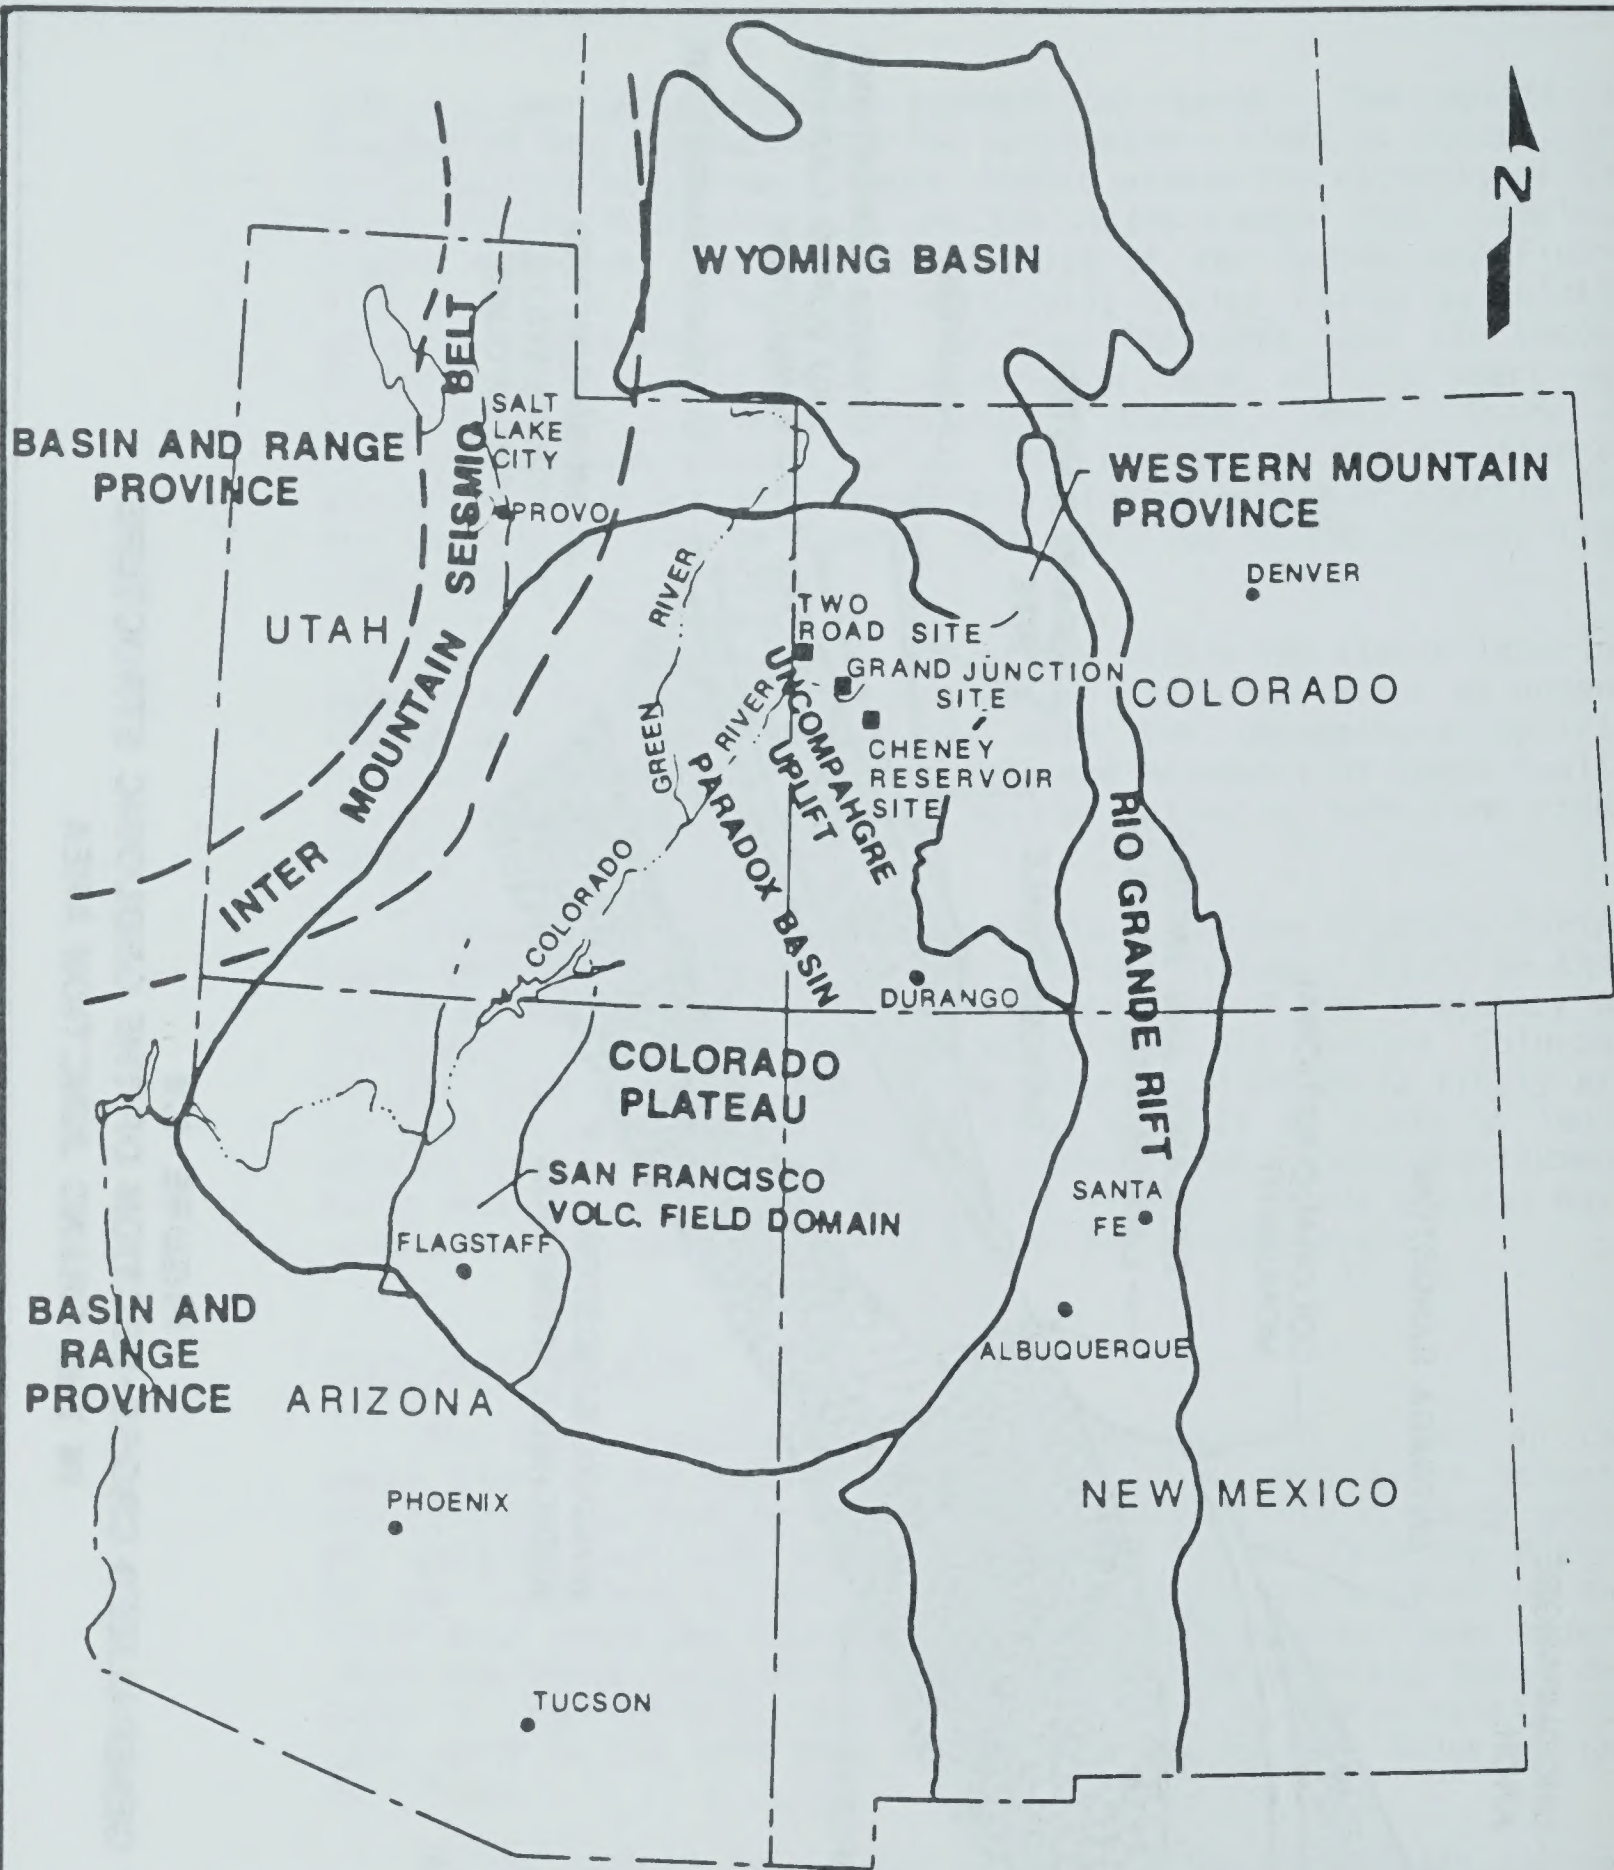 N
WYOMING BASIN
INTER MOUNTAIN SEISMIC BELT
SALT
LAKE
CITY
BASIN AND RANGE
PROVINCE
PROVO
WESTERN MOUNTAIN
PROVINCE
DENVER
UTAH
GREEN RIVER
TWO
ROAD SITE
GRAND JUNCTION
SITE
COLORADO
CHENEY
RESERVOIR
SITE
UNCOMPAHGRE
UPLIFT
PARADOX BASIN
COLORADO RIVER
RIO GRANDE RIFT
DURANGO
COLORADO
PLATEAU
SAN FRANCISCO
VOLC. FIELD DOMAIN
FLAGSTAFF
SANTA
FE
ALBUQUERQUE
BASIN AND
RANGE
PROVINCE
ARIZONA
NEW MEXICO
PHOENIX
TUCSON